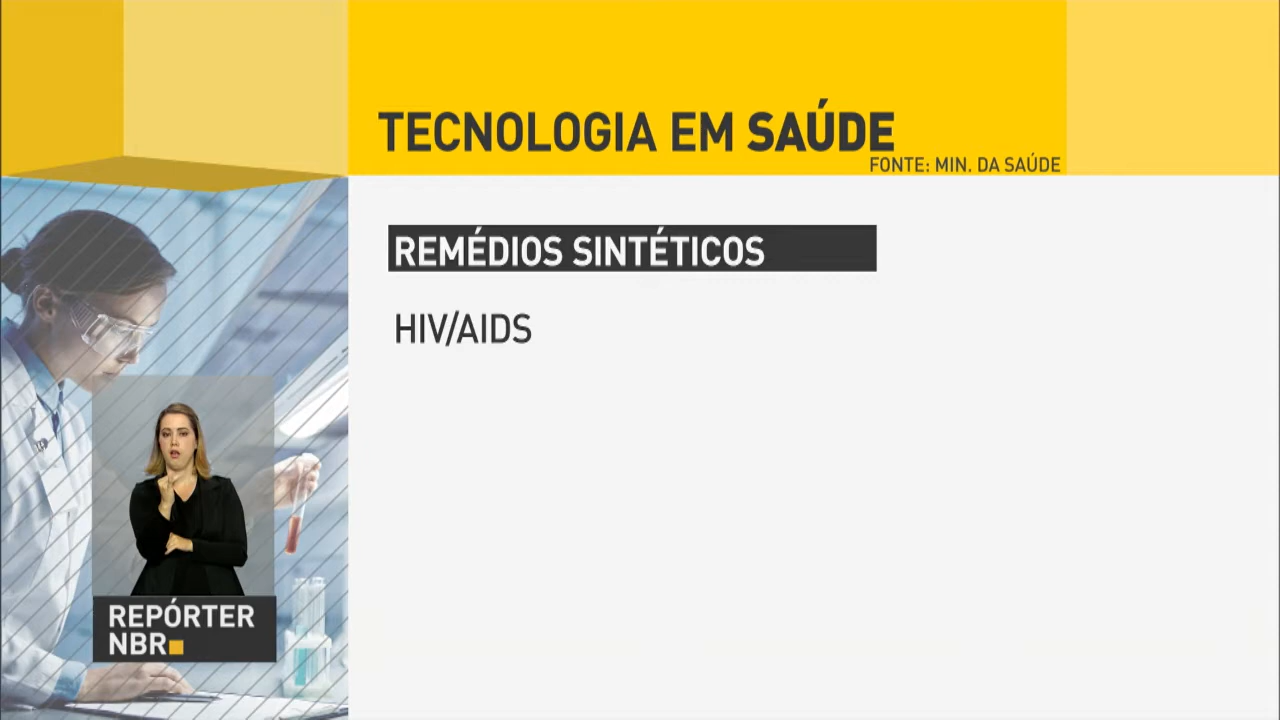 TECNOLOGIA EM SAÚDE
FONTE: MIN. DA SAÚDE
REMÉDIOS SINTÉTICOS
HIV/AIDS
REPÓRTER
NBR